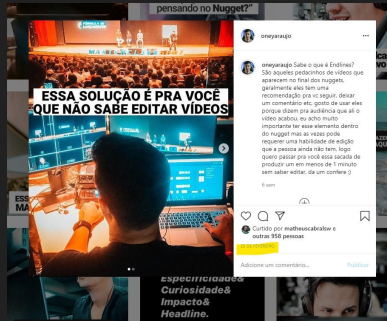 pensando no Nugget?"
ESSA SOLUÇÃO É PRA VOCÊ
QUE NÃO SABE EDITAR VÍDEOS
oneyaraujo
oneyaraujo Sabe o que é Endlines?
São aqueles pedacinhos de vídeos que
aparecem no final dos nuggets,
geralmente eles tem uma
recomendação pra vc seguir, deixar
um comentário etc, gosto de usar eles
porque dizem pra audiência que ali o
vídeo acabou, eu acho muito
importante ter esse elemento dentro
do nugget mas as vezes pode
requerer uma habilidade de edição
que a pessoa ainda não tem, logo
quero passar pra você essa sacada de
produzir um em menos de 1 minuto
sem saber editar, da um confere ;)
6 sem
Curtido por matheuscabralsw e
outras 958 pessoas
DE FEVEREIRO
Adicione um comentário...
Publicar
Especificidade&
Curiosidade&
Impacto&
Headline.